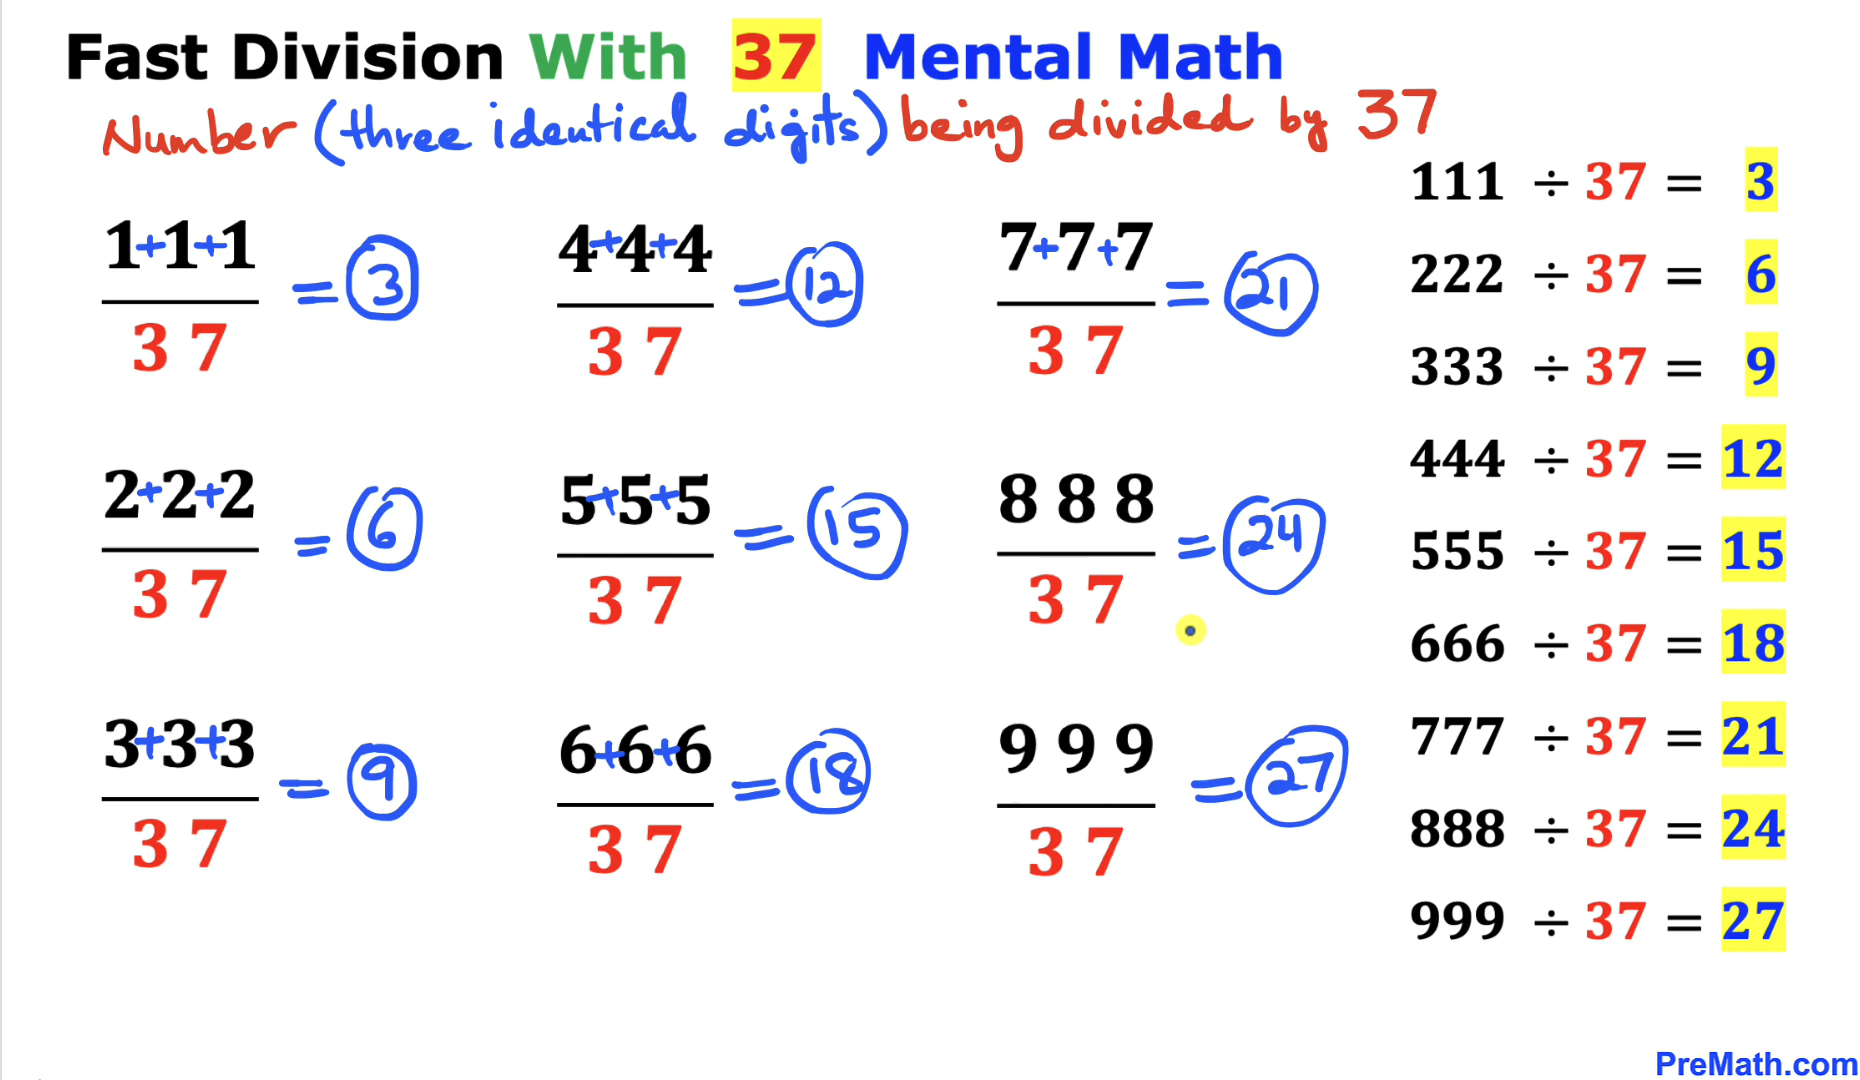 Fast Division With 37 Mental Math
Number (three identical digits) being divided by 37
1+1+1
37
= 3
4+4+4
37
= 12
7+7+7
37
= 21
2+2+2
37
= 6
5+5+5
37
= 15
8 8 8
37
= 24
3+3+3
37
= 9
6+6+6
37
= 18
9 9 9
37
= 27
111 ÷ 37 = 3
222 ÷ 37 = 6
333 ÷ 37 = 9
444 ÷ 37 = 12
555 ÷ 37 = 15
666 ÷ 37 = 18
777 ÷ 37 = 21
888 ÷ 37 = 24
999 ÷ 37 = 27
PreMath.com